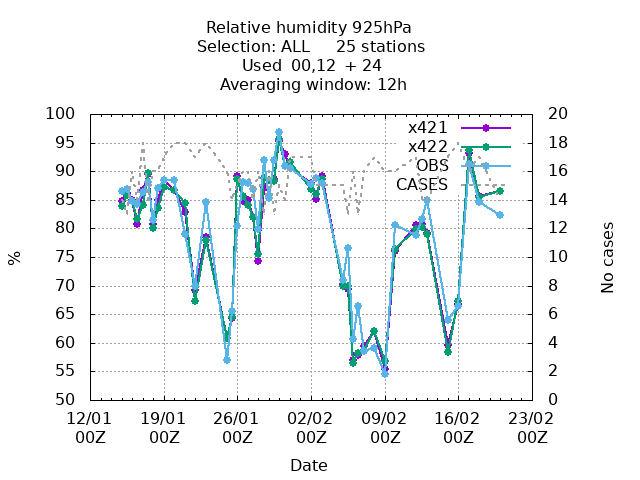 Relative humidity 925hPa
Selection: ALL 25 stations
Used 00,12 + 24
Averaging window: 12h
100 20
x421
95 18
x422
90 OBS 16
85 CASES 14
80 12
75 10
70 8
65 6
60 4
55 2
50 0
%
No cases
12/01 19/01 26/01 02/02 09/02 16/02 23/02
00Z 00Z 00Z 00Z 00Z 00Z 00Z
Date